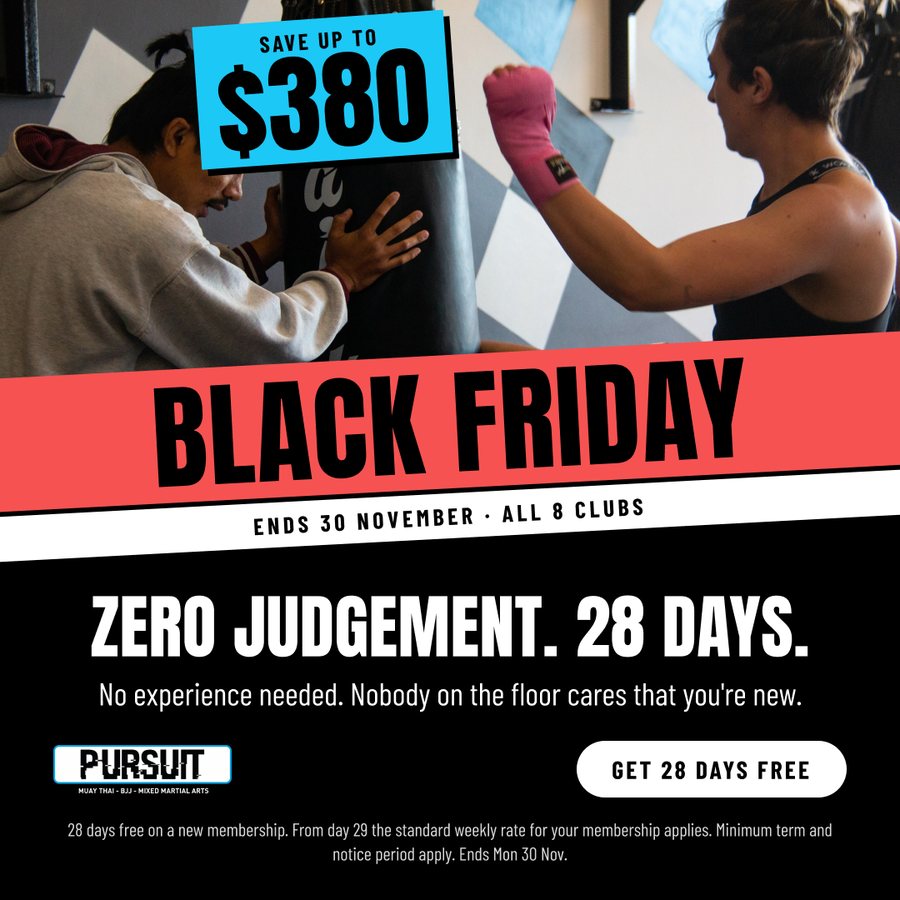 SAVE UP TO
$380
BLACK FRIDAY
ENDS 30 NOVEMBER · ALL 8 CLUBS
ZERO JUDGEMENT. 28 DAYS.
No experience needed. Nobody on the floor cares that you're new.
PURSUIT
MUAY THAI - BJJ - MIXED MARTIAL ARTS
GET 28 DAYS FREE
28 days free on a new membership. From day 29 the standard weekly rate for your membership applies. Minimum term and
notice period apply. Ends Mon 30 Nov.